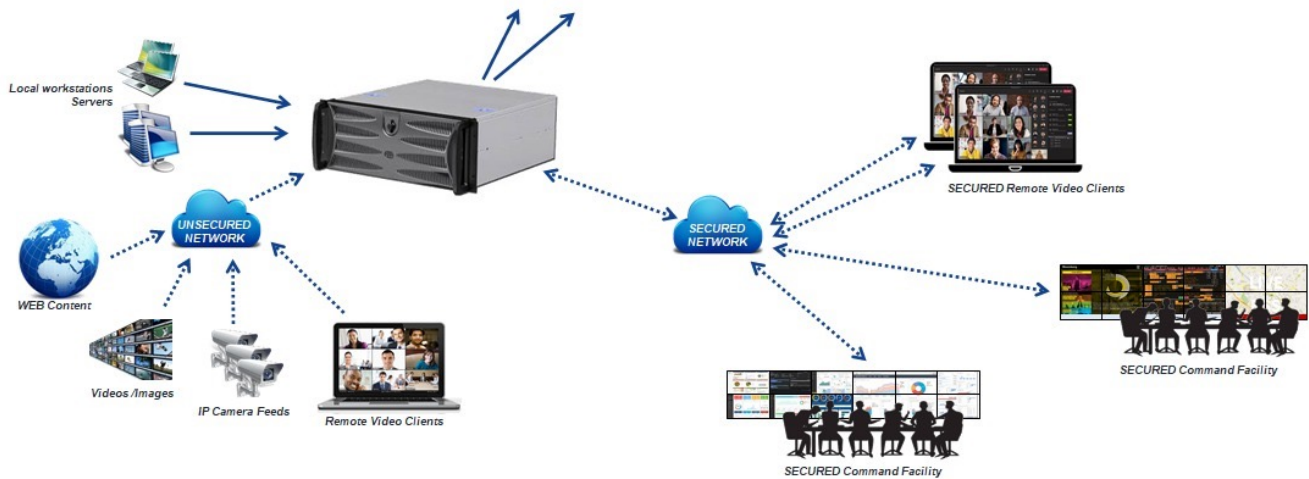 Local workstations
Servers
UNSECURED
NETWORK
WEB Content
Videos /Images
IP Camera Feeds
Remote Video Clients
SECURED
NETWORK
SECURED Remote Video Clients
LIVE
SECURED Command Facility
SECURED Command Facility